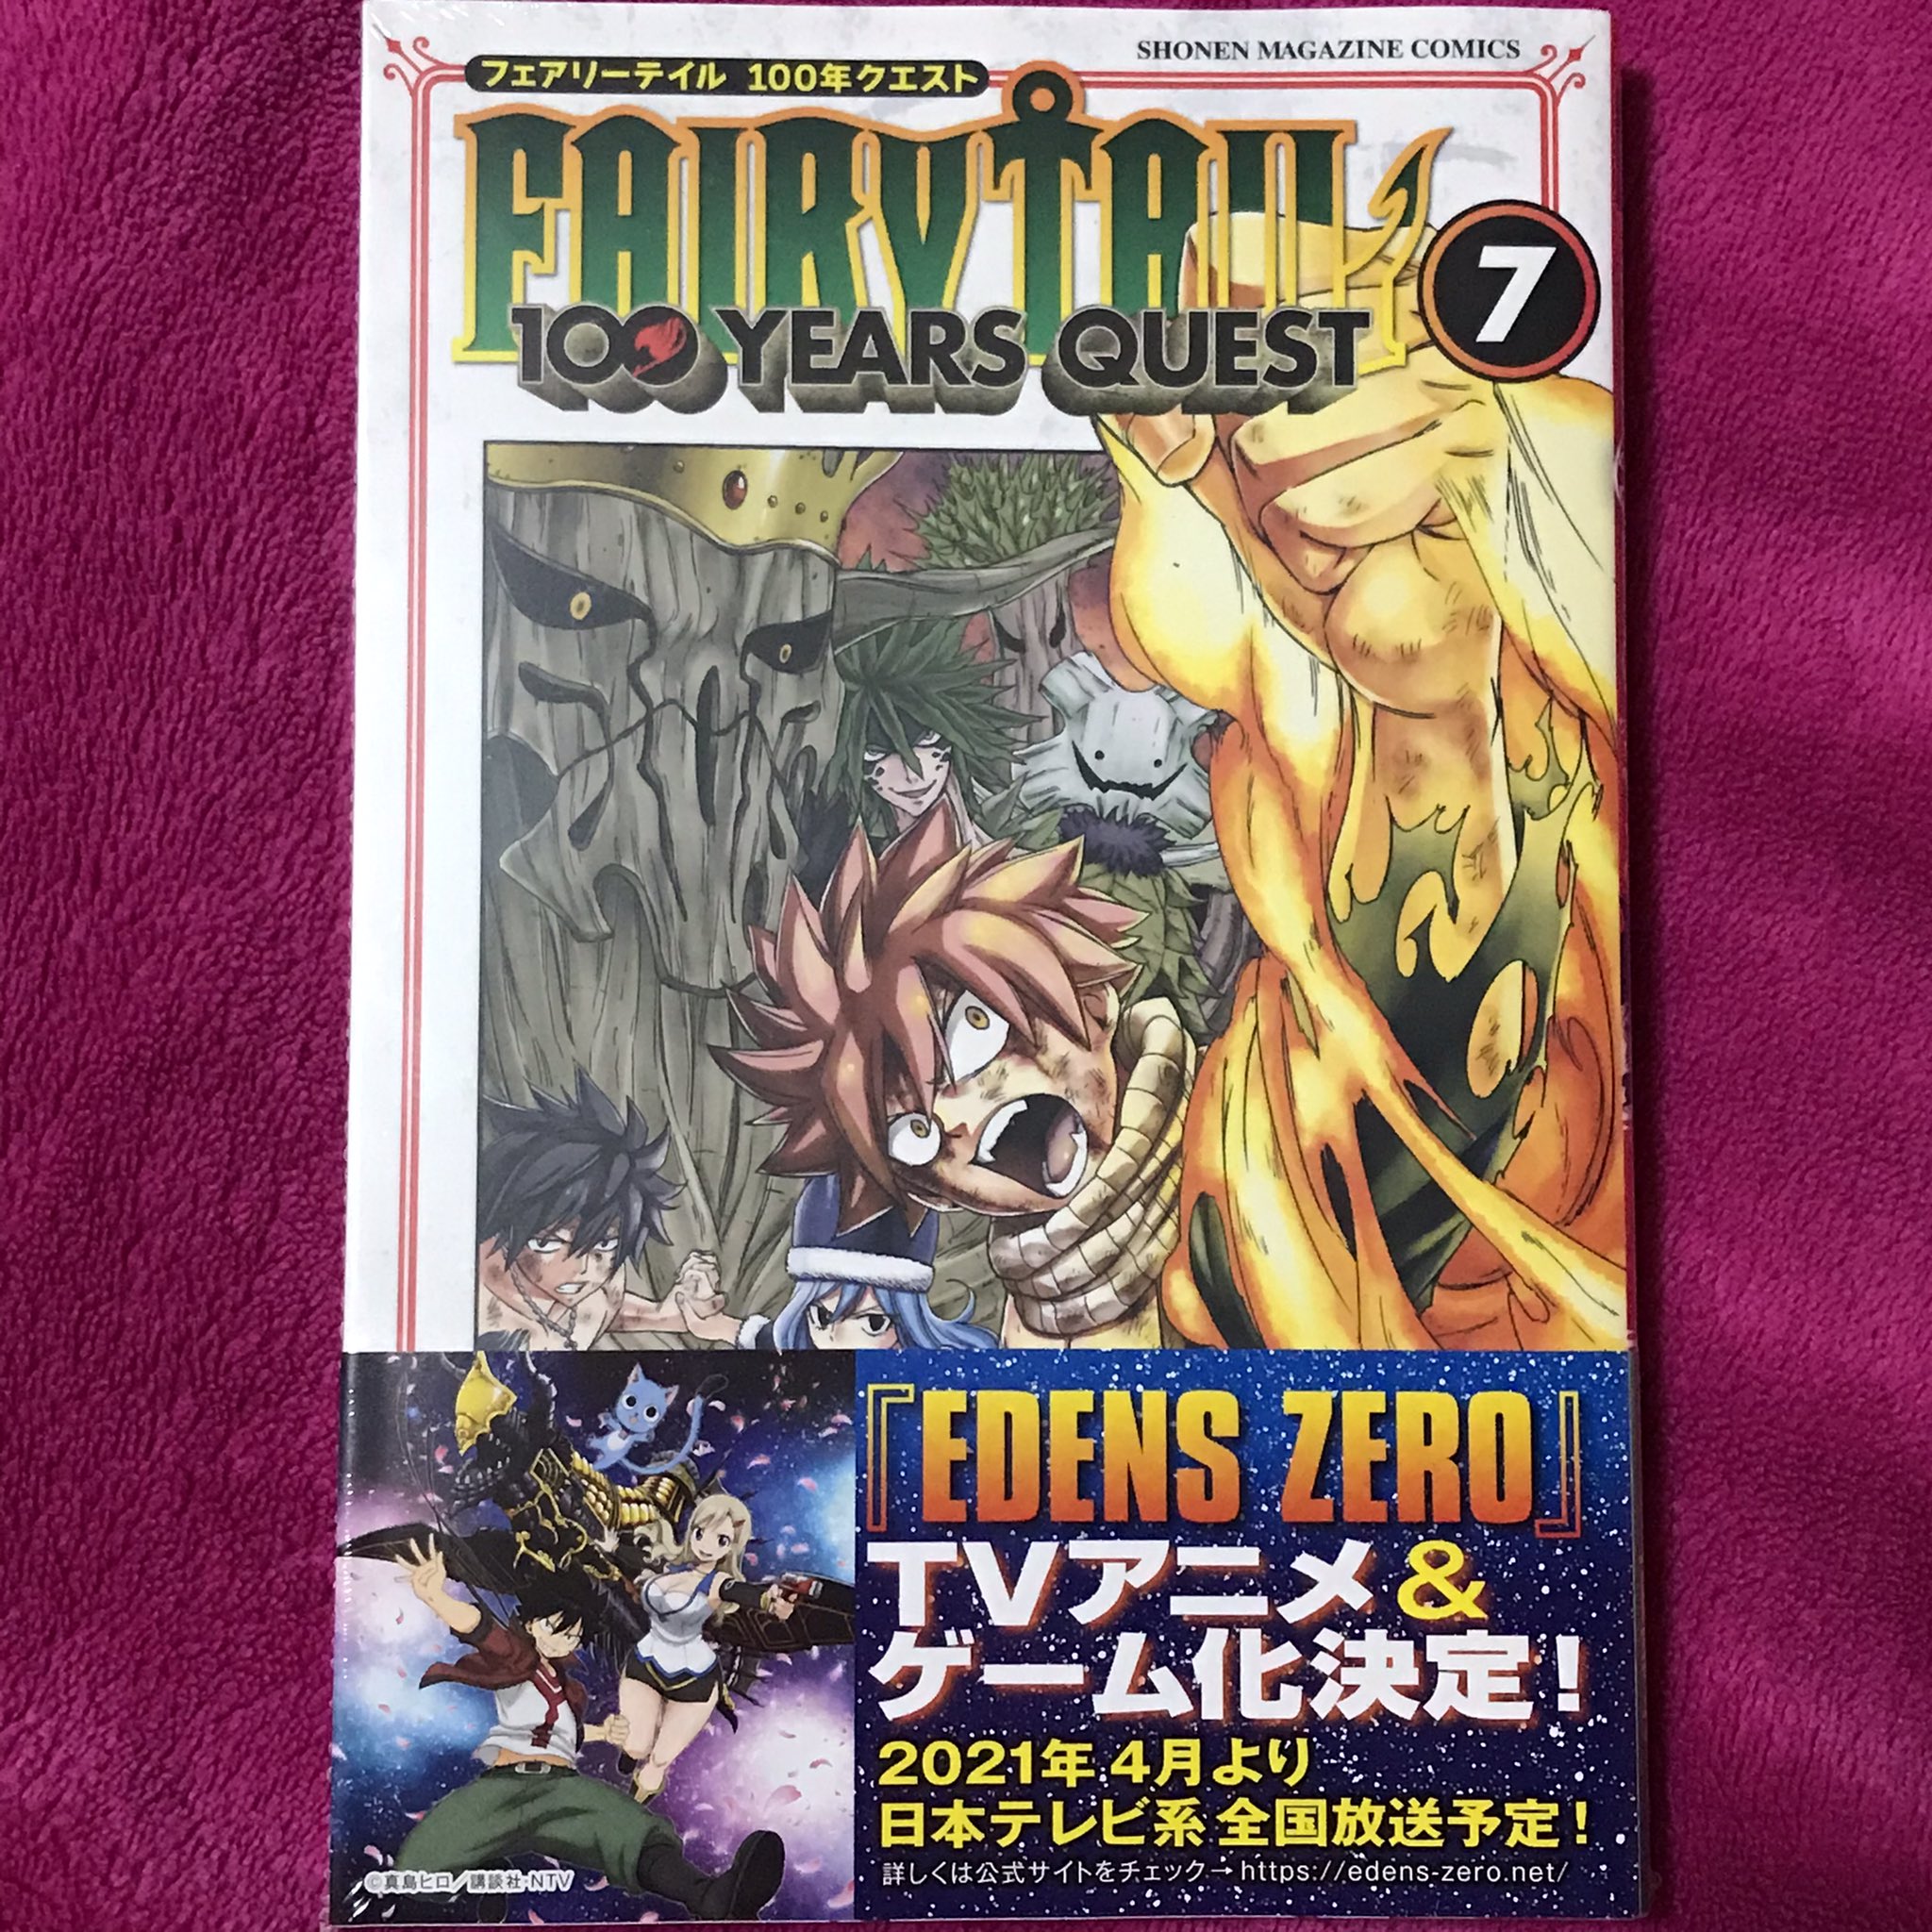 SHONEN MAGAZINE COMICS
フェアリーテイル 100年クエスト
FAIRY TAIL
100 YEARS QUEST
7
『EDENS ZERO』
TVアニメ&
ゲーム化決定!
2021年4月より
日本テレビ系 全国放送予定!
詳しくは公式サイトをチェック→https://edens-zero.net/
©真島ヒロ/講談社・NTV